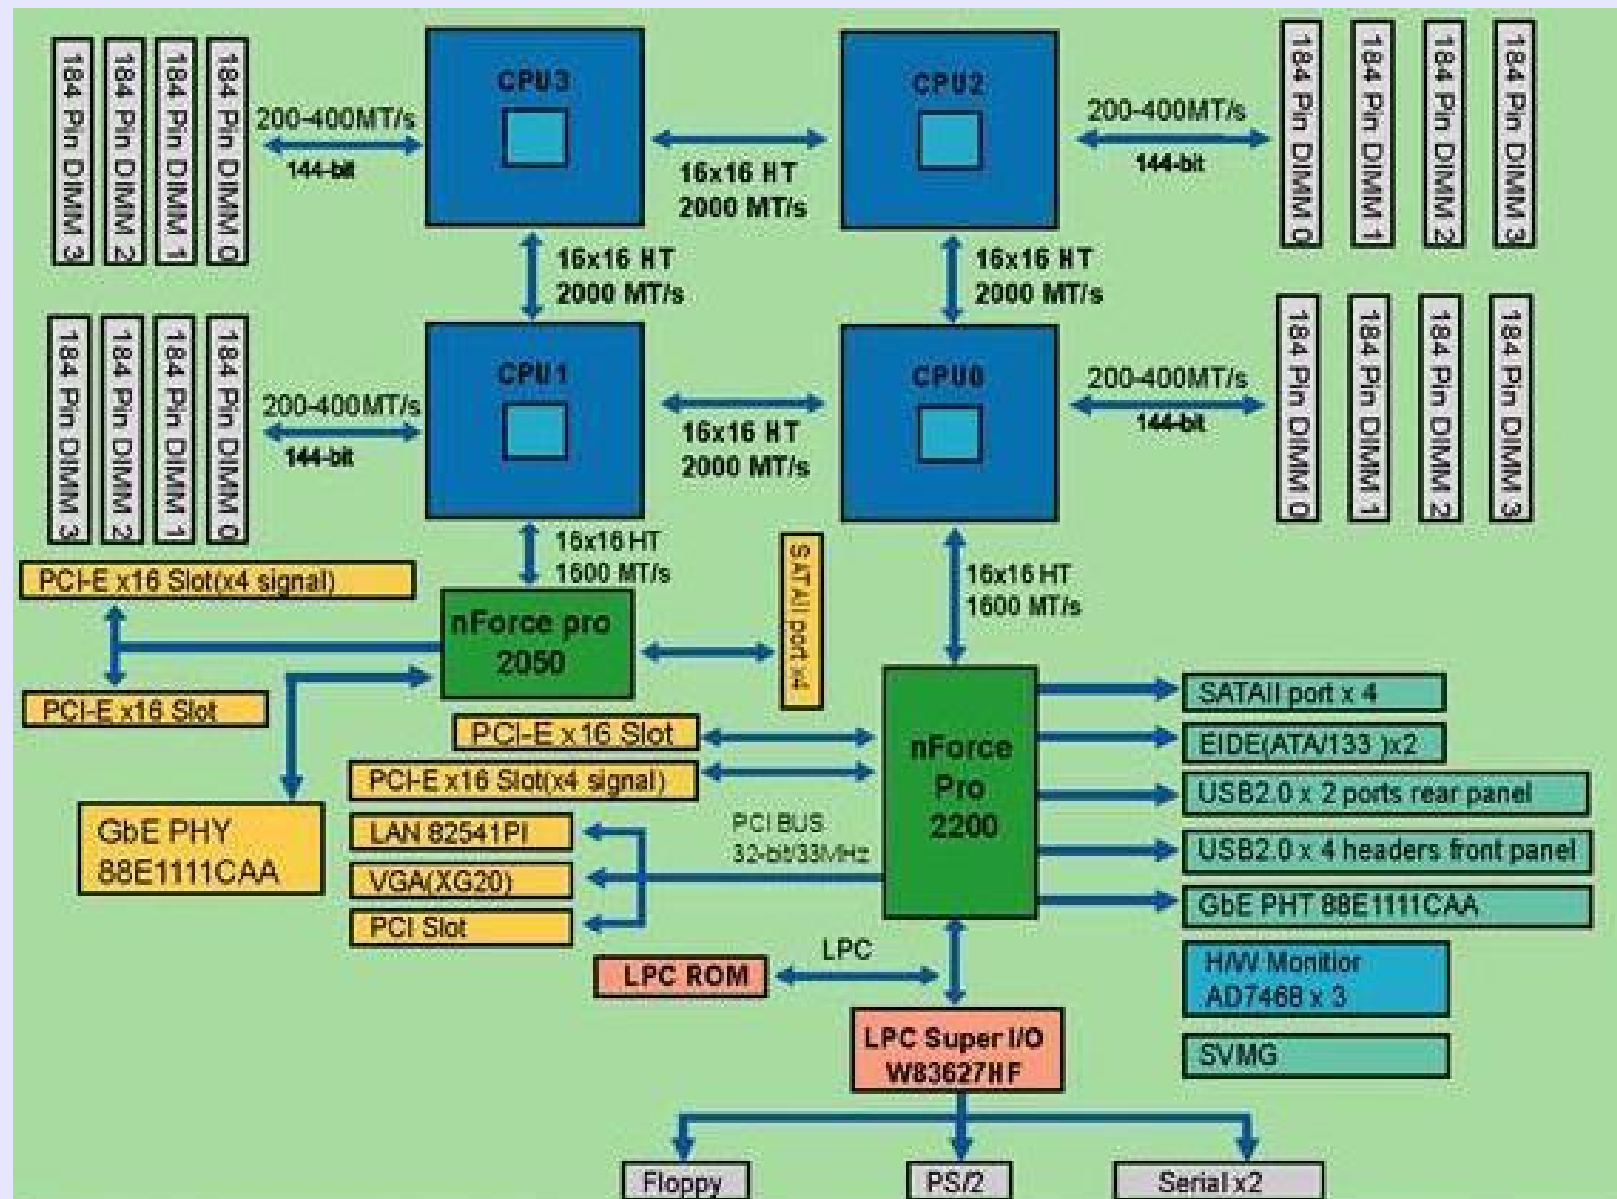 184 Pin DIMM 3
184 Pin DIMM 2
184 Pin DIMM 1
184 Pin DIMM 0
200-400MT/s
144-bit
CPU3
16x16 HT
2000 MT/s
CPU2
200-400MT/s
144-bit
184 Pin DIMM 0
184 Pin DIMM 1
184 Pin DIMM 2
184 Pin DIMM 3
16x16 HT
2000 MT/s
16x16 HT
2000 MT/s
184 Pin DIMM 3
184 Pin DIMM 2
184 Pin DIMM 1
184 Pin DIMM 0
200-400MT/s
144-bit
CPU1
16x16 HT
2000 MT/s
CPU0
200-400MT/s
144-bit
184 Pin DIMM 0
184 Pin DIMM 1
184 Pin DIMM 2
184 Pin DIMM 3
16x16 HT
1600 MT/s
16x16 HT
1600 MT/s
PCI-E x16 Slot(x4 signal)
nForce pro
2050
SATAII port x4
PCI-E x16 Slot
GbE PHY
88E1111CAA
PCI-E x16 Slot
PCI-E x16 Slot(x4 signal)
LAN 82541PI
VGA(XG20)
PCI Slot
PCI BUS
32-bit/33MHz
nForce
Pro
2200
SATAII port x 4
EIDE(ATA/133 )x2
USB2.0 x 2 ports rear panel
USB2.0 x 4 headers front panel
GbE PHT 88E1111CAA
H/W Monitior
AD7468 x 3
SVMG
LPC ROM
LPC
LPC Super I/O
W83627HF
Floppy
PS/2
Serial x2